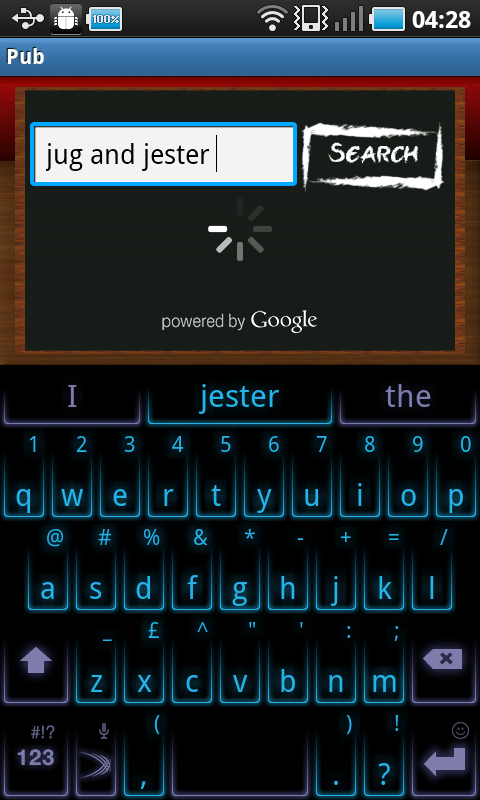 100% 04:28
Pub
jug and jester SEARCH
powered by Google
I jester the
1 2 3 4 5 6 7 8 9 0
q w e r t y u i o p
@ # % & * - + = /
a s d f g h j k l
_ £ ^ " ' : ;
z x c v b n m
#!? ( ) !
123 , . ?